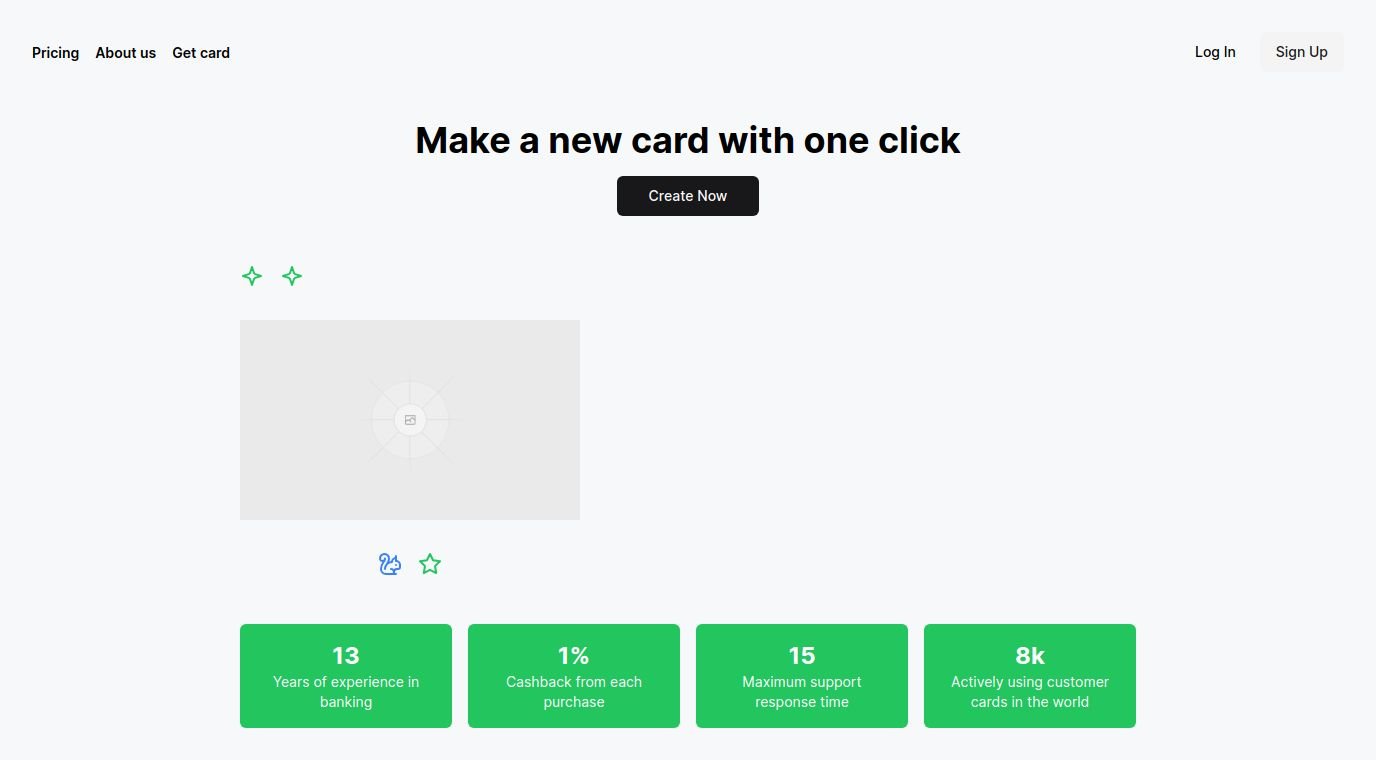 Pricing About us Get card Log In Sign Up
Make a new card with one click
Create Now
13
Years of experience in
banking
1%
Cashback from each
purchase
15
Maximum support
response time
8k
Actively using customer
cards in the world